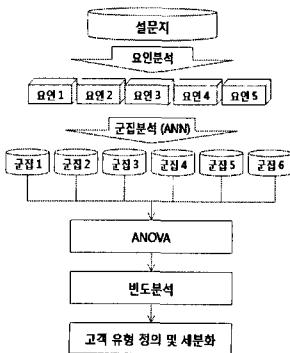 설문지
요인분석
요인1 요인2 요인3 요인4 요인5
군집분석 (ANN)
군집1 군집2 군집3 군집4 군집5 군집6
ANOVA
빈도분석
고객 유형 정의 및 세분화